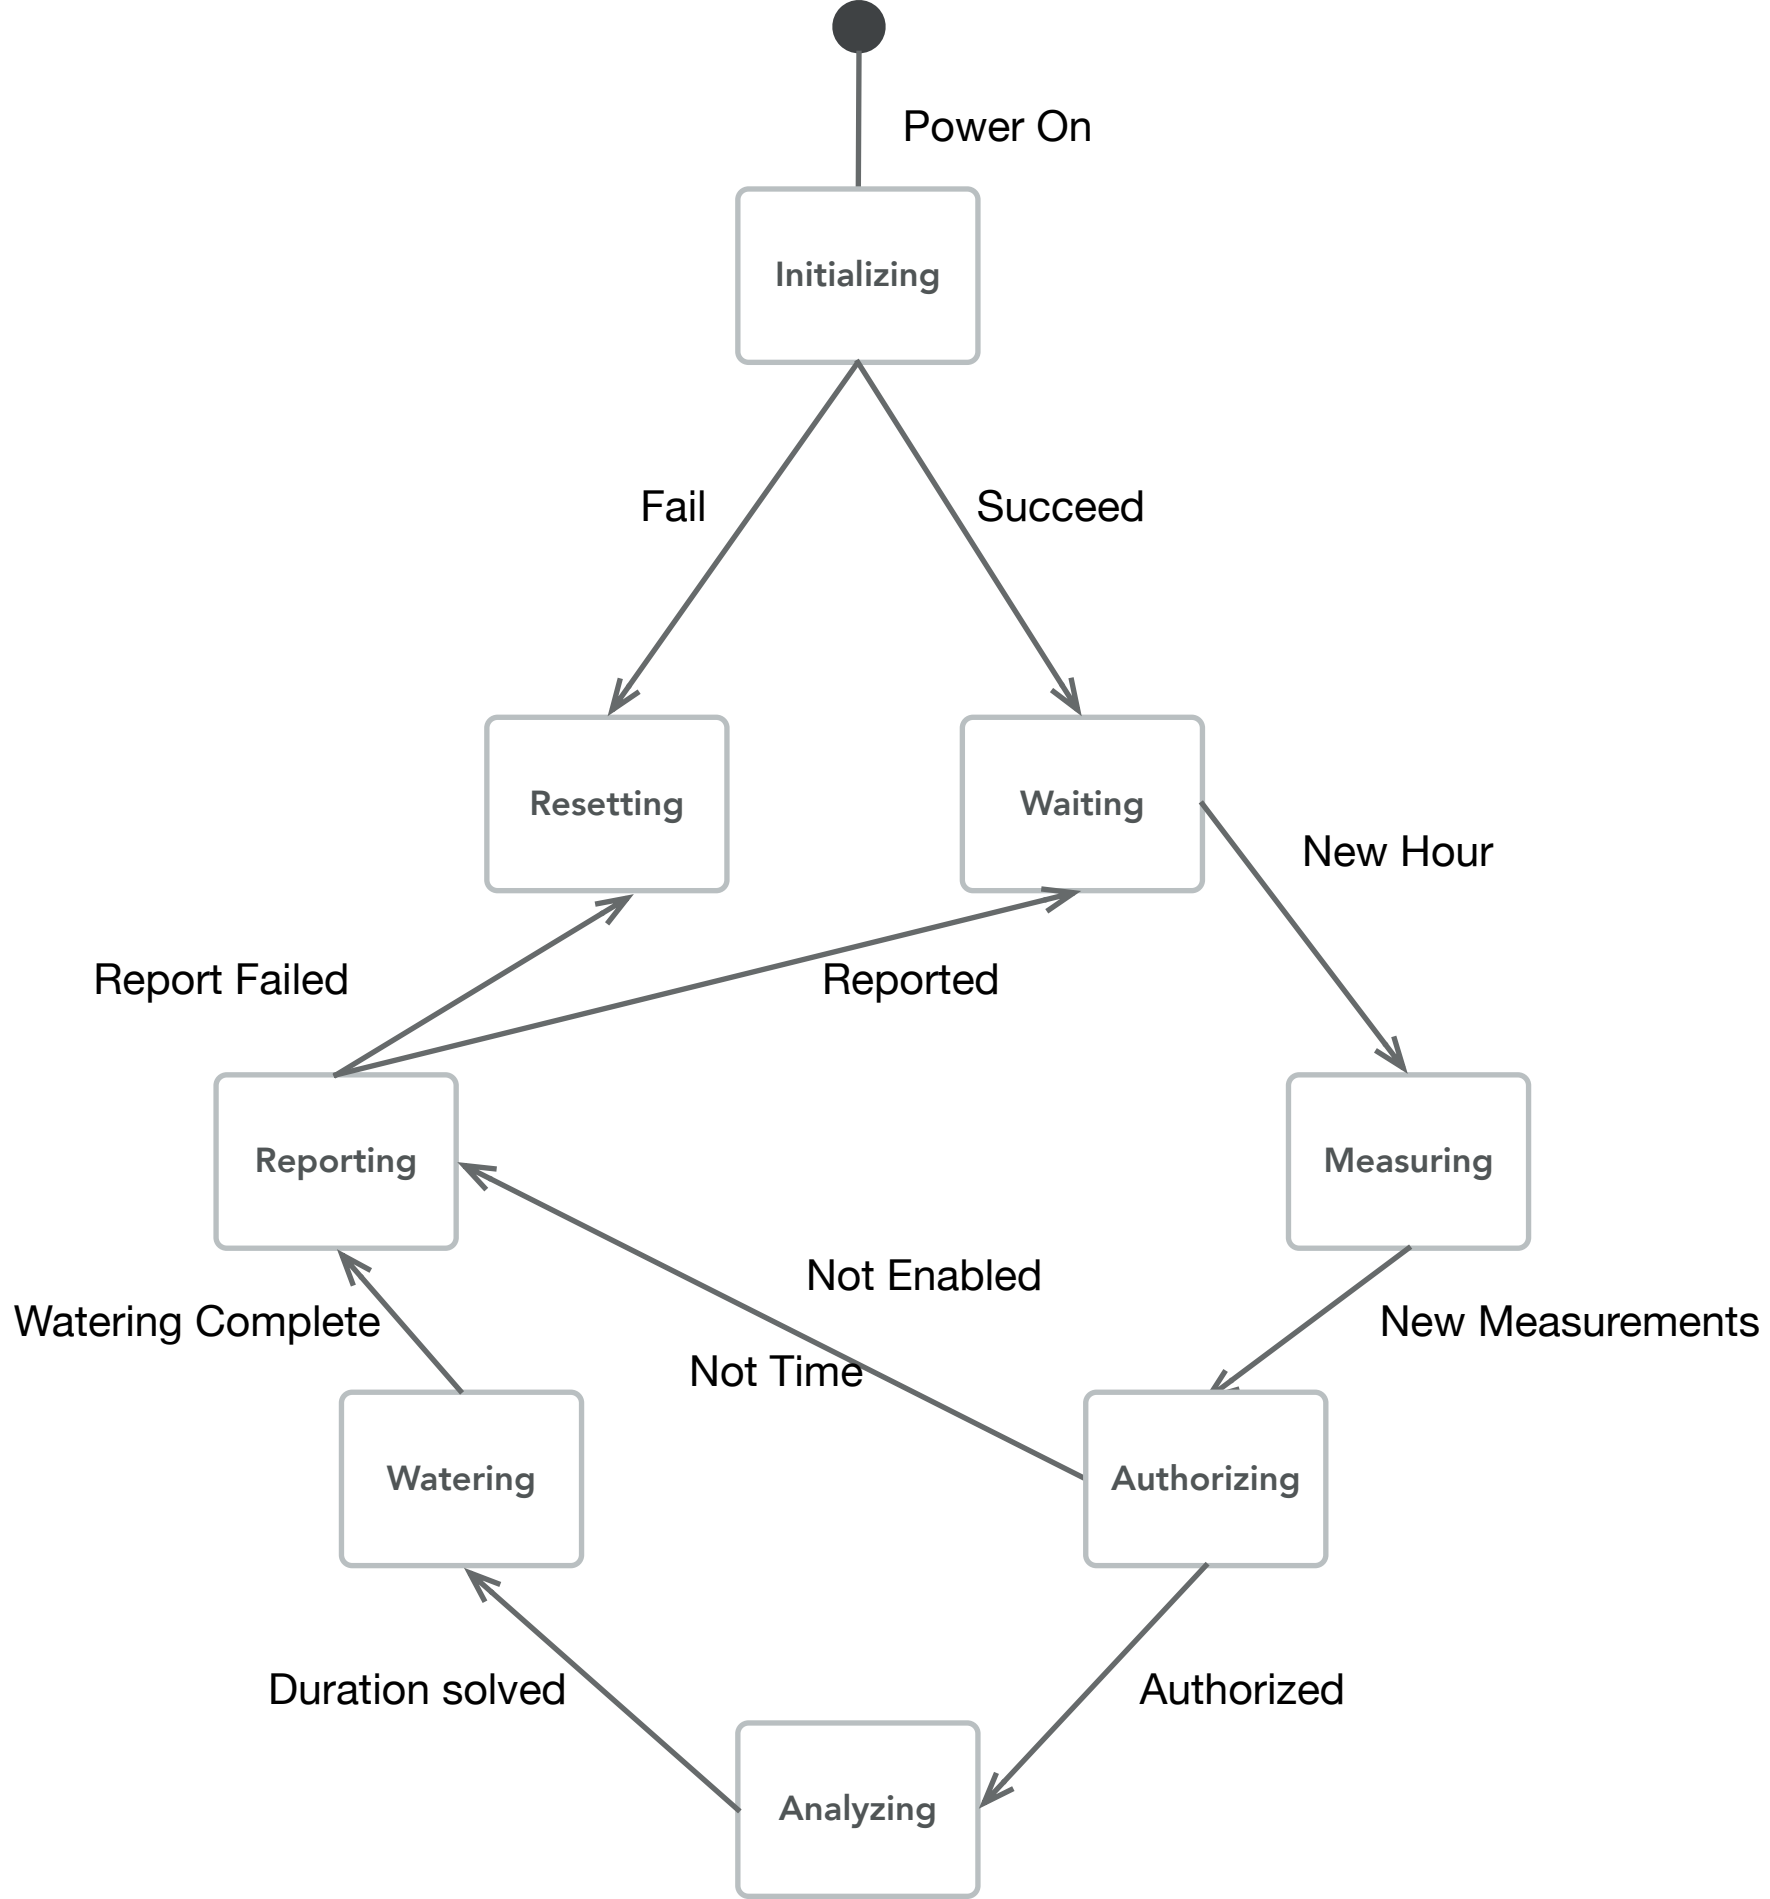 Power On
Initializing
Fail
Succeed
Resetting
Waiting
New Hour
Report Failed
Reported
Reporting
Measuring
Not Enabled
Watering Complete
New Measurements
Not Time
Watering
Authorizing
Duration solved
Authorized
Analyzing